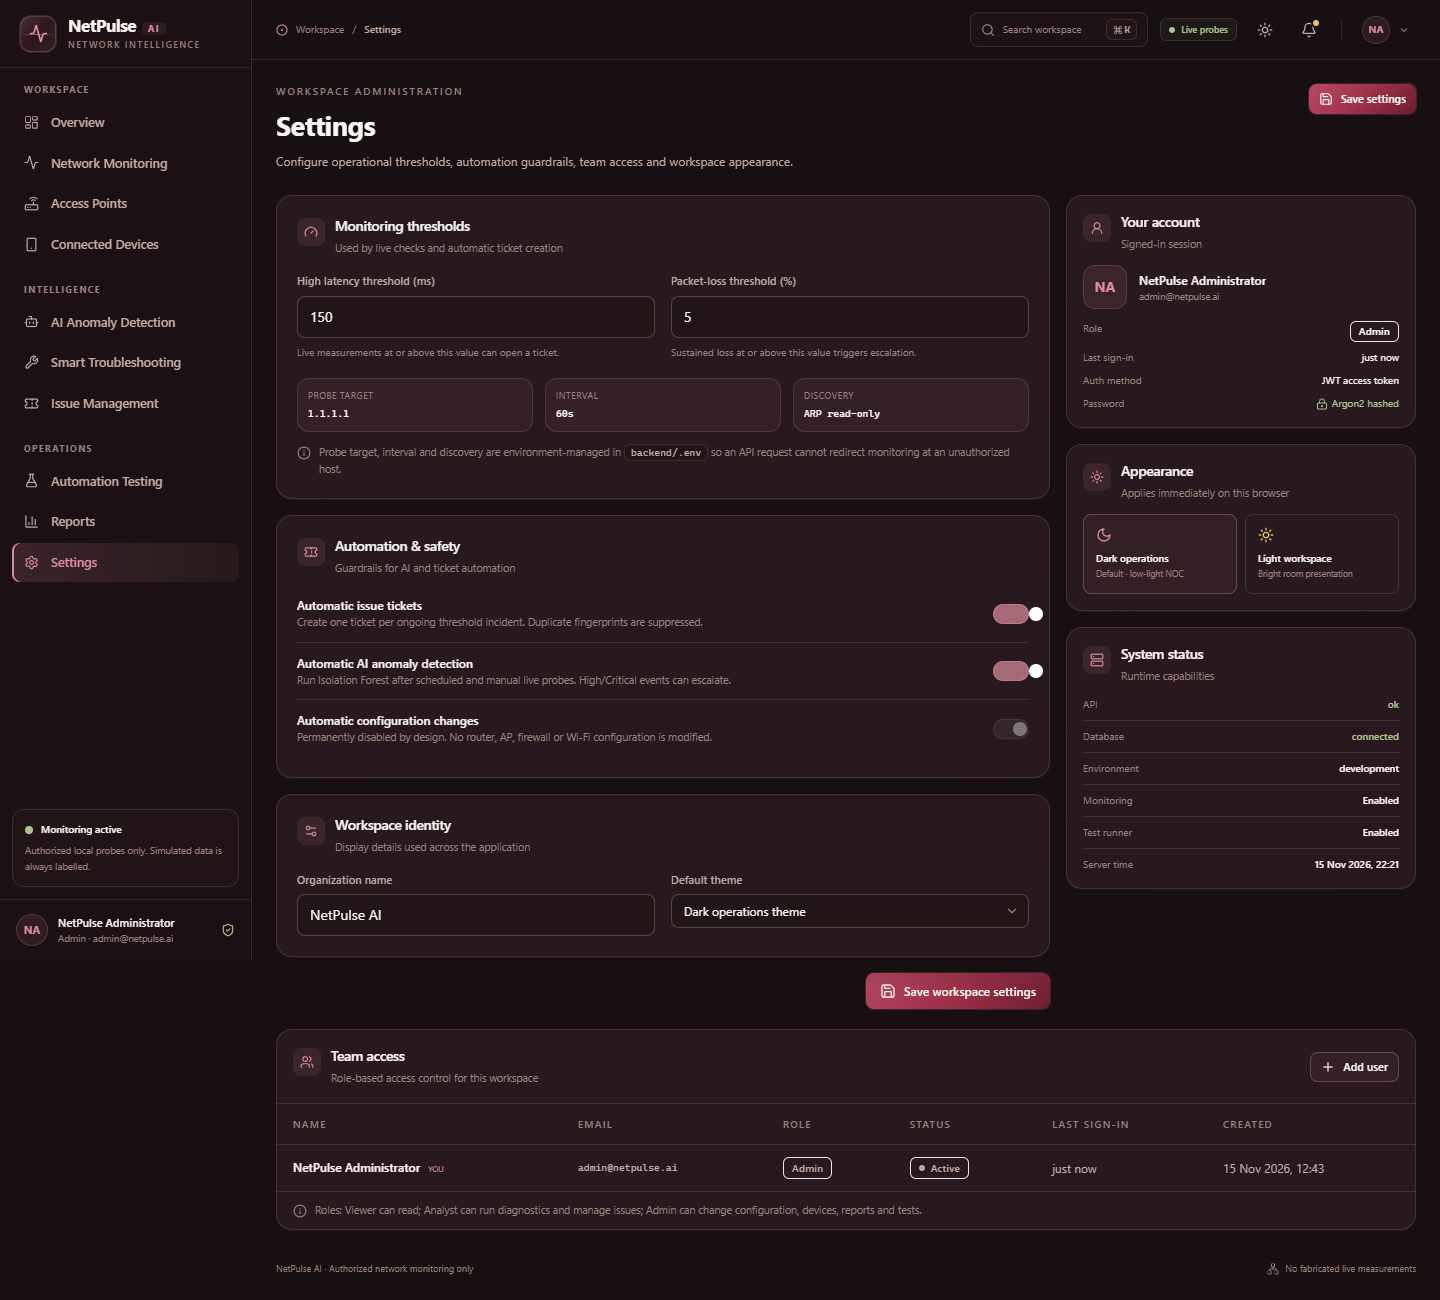 NetPulse AI
NETWORK INTELLIGENCE
WORKSPACE
Overview
Network Monitoring
Access Points
Connected Devices
INTELLIGENCE
AI Anomaly Detection
Smart Troubleshooting
Issue Management
OPERATIONS
Automation Testing
Reports
Settings
Monitoring active
Authorized local probes only. Simulated data is
always labelled.
NA
NetPulse Administrator
Admin · admin@netpulse.ai
Workspace / Settings
Search workspace ⌘K
Live probes
NA
WORKSPACE ADMINISTRATION
Settings
Configure operational thresholds, automation guardrails, team access and workspace appearance.
Save settings
Monitoring thresholds
Used by live checks and automatic ticket creation
High latency threshold (ms)
150
Live measurements at or above this value can open a ticket.
Packet-loss threshold (%)
5
Sustained loss at or above this value triggers escalation.
PROBE TARGET
1.1.1.1
INTERVAL
60s
DISCOVERY
ARP read-only
Probe target, interval and discovery are environment-managed in backend/.env so an API request cannot redirect monitoring at an unauthorized
host.
Automation & safety
Guardrails for AI and ticket automation
Automatic issue tickets
Create one ticket per ongoing threshold incident. Duplicate fingerprints are suppressed.
Automatic AI anomaly detection
Run Isolation Forest after scheduled and manual live probes. High/Critical events can escalate.
Automatic configuration changes
Permanently disabled by design. No router, AP, firewall or Wi-Fi configuration is modified.
Workspace identity
Display details used across the application
Organization name
NetPulse AI
Default theme
Dark operations theme
Save workspace settings
Your account
Signed-in session
NA
NetPulse Administrator
admin@netpulse.ai
Role Admin
Last sign-in just now
Auth method JWT access token
Password Argon2 hashed
Appearance
Applies immediately on this browser
Dark operations
Default · low-light NOC
Light workspace
Bright room presentation
System status
Runtime capabilities
API ok
Database connected
Environment development
Monitoring Enabled
Test runner Enabled
Server time 15 Nov 2026, 22:21
Team access
Role-based access control for this workspace
Add user
NAME EMAIL ROLE STATUS LAST SIGN-IN CREATED
NetPulse Administrator YOU admin@netpulse.ai Admin Active just now 15 Nov 2026, 12:43
Roles: Viewer can read; Analyst can run diagnostics and manage issues; Admin can change configuration, devices, reports and tests.
NetPulse AI · Authorized network monitoring only
No fabricated live measurements